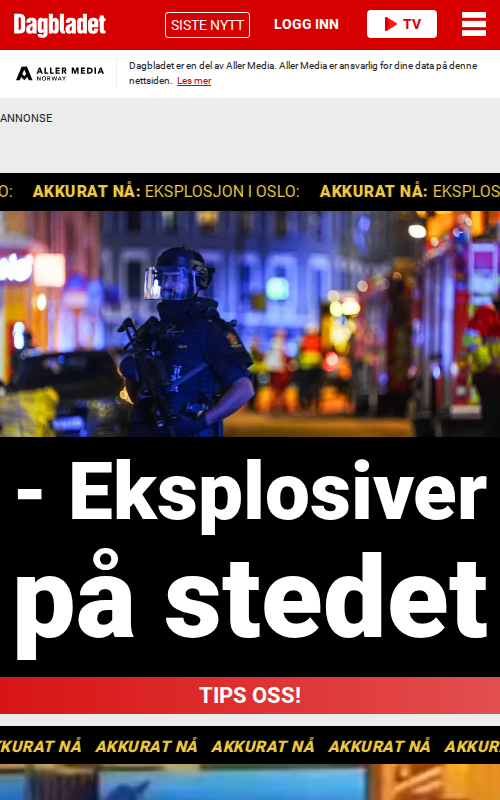 Dagbladet
SISTE NYTT
LOGG INN
TV
ALLER MEDIA
NORWAY
Dagbladet er en del av Aller Media. Aller Media er ansvarlig for dine data på denne
nettsiden. Les mer
ANNONSE
O: AKKURAT NÅ: EKSPLOSJON I OSLO: AKKURAT NÅ: EKSPLOS
- Eksplosiver
på stedet
TIPS OSS!
KURAT NÅ AKKURAT NÅ AKKURAT NÅ AKKURAT NÅ AKKUR